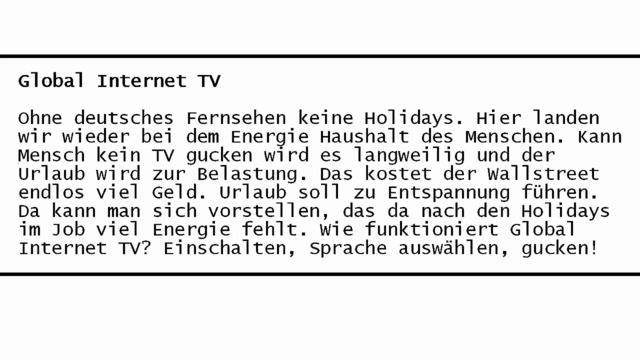 Global Internet TV
Ohne deutsches Fernsehen keine Holidays. Hier landen
wir wieder bei dem Energie Haushalt des Menschen. Kann
Mensch kein TV gucken wird es langweilig und der
Urlaub wird zur Belastung. Das kostet der Wallstreet
endlos viel Geld. Urlaub soll zu Entspannung führen.
Da kann man sich vorstellen, das da nach den Holidays
im Job viel Energie fehlt. Wie funktioniert Global
Internet TV? Einschalten, Sprache auswählen, gucken!